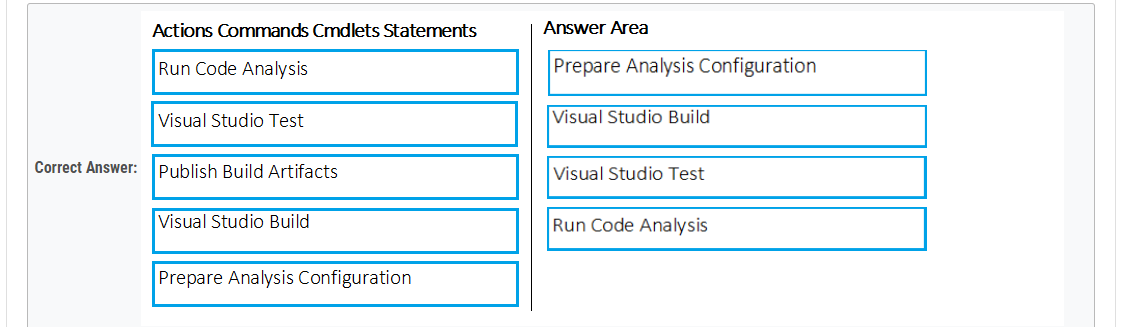 Actions Commands Cmdlets Statements
Answer Area
Run Code Analysis
Prepare Analysis Configuration
Visual Studio Test
Visual Studio Build
Correct Answer:
Publish Build Artifacts
Visual Studio Test
Visual Studio Build
Run Code Analysis
Prepare Analysis Configuration